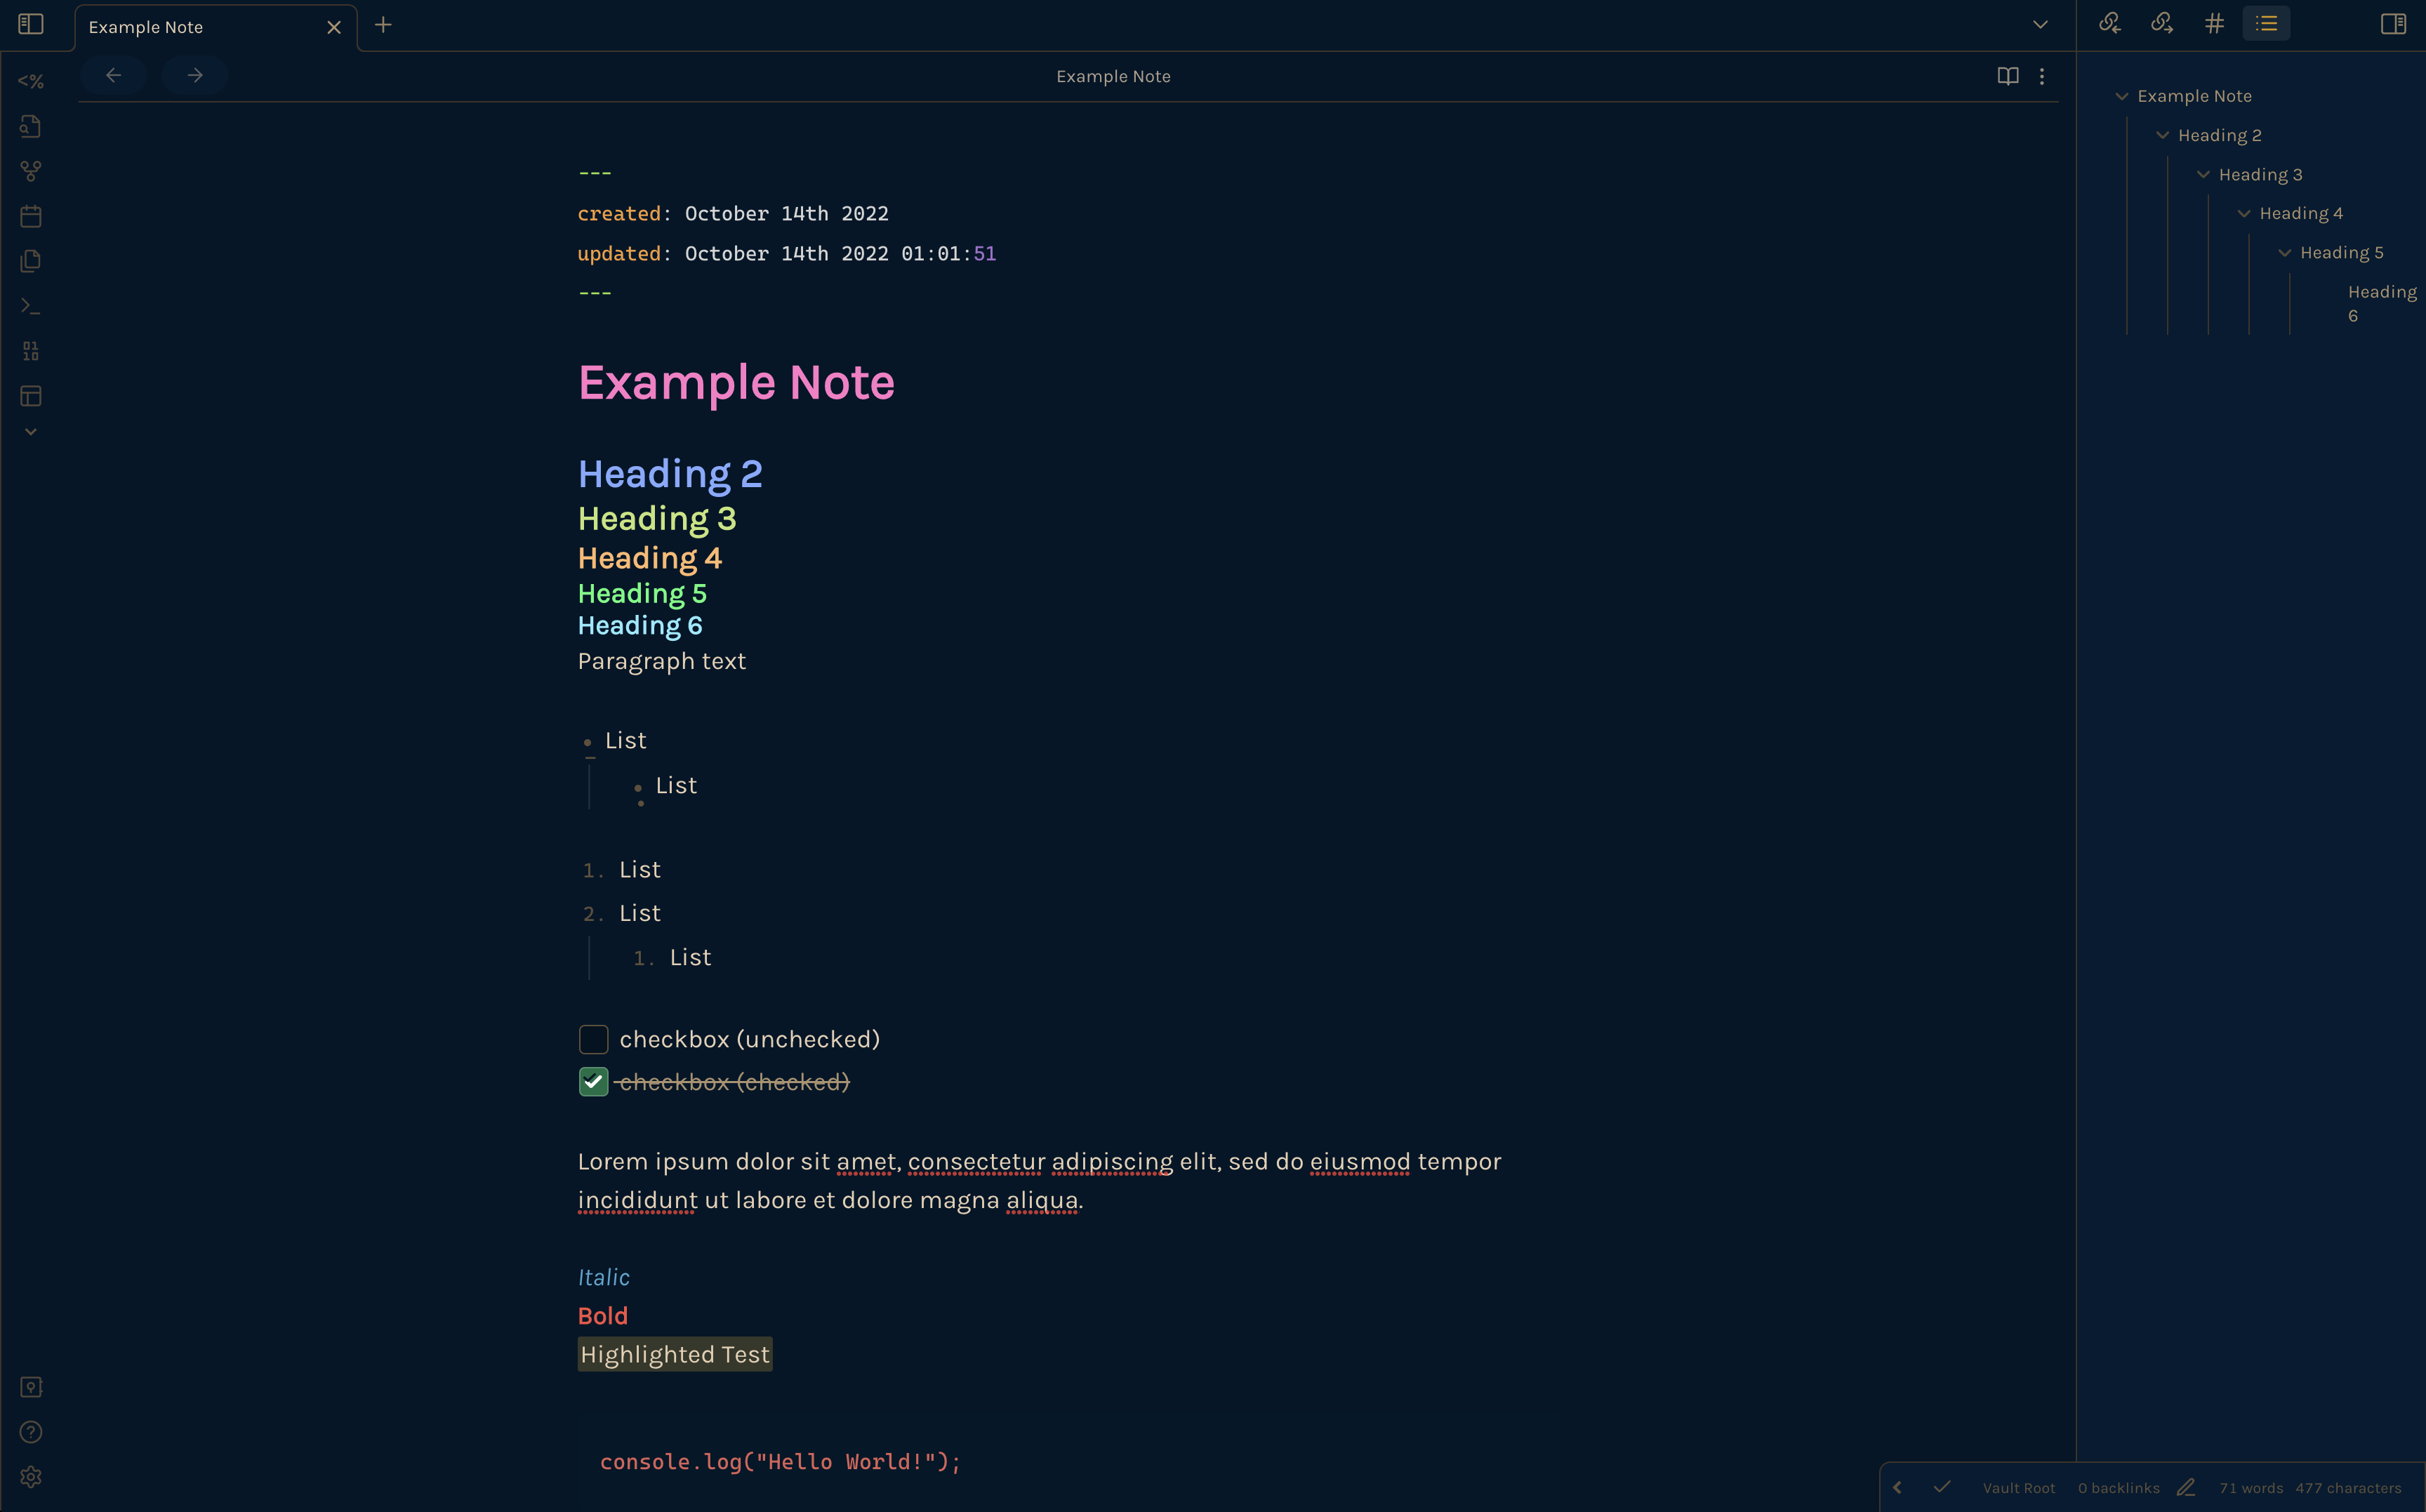 Example Note
Example Note
<%
---
created: October 14th 2022
updated: October 14th 2022 01:01:51
---
Example Note
Heading 2
Heading 3
Heading 4
Heading 5
Heading 6
Paragraph text
List
List
1. List
2. List
1. List
checkbox (unchecked)
checkbox (checked)
Lorem ipsum dolor sit amet, consectetur adipiscing elit, sed do eiusmod tempor
incididunt ut labore et dolore magna aliqua.
Italic
Bold
Highlighted Test
console.log("Hello World!");
Example Note
Heading 2
Heading 3
Heading 4
Heading 5
Heading
6
Vault Root 0 backlinks 71 words 477 characters